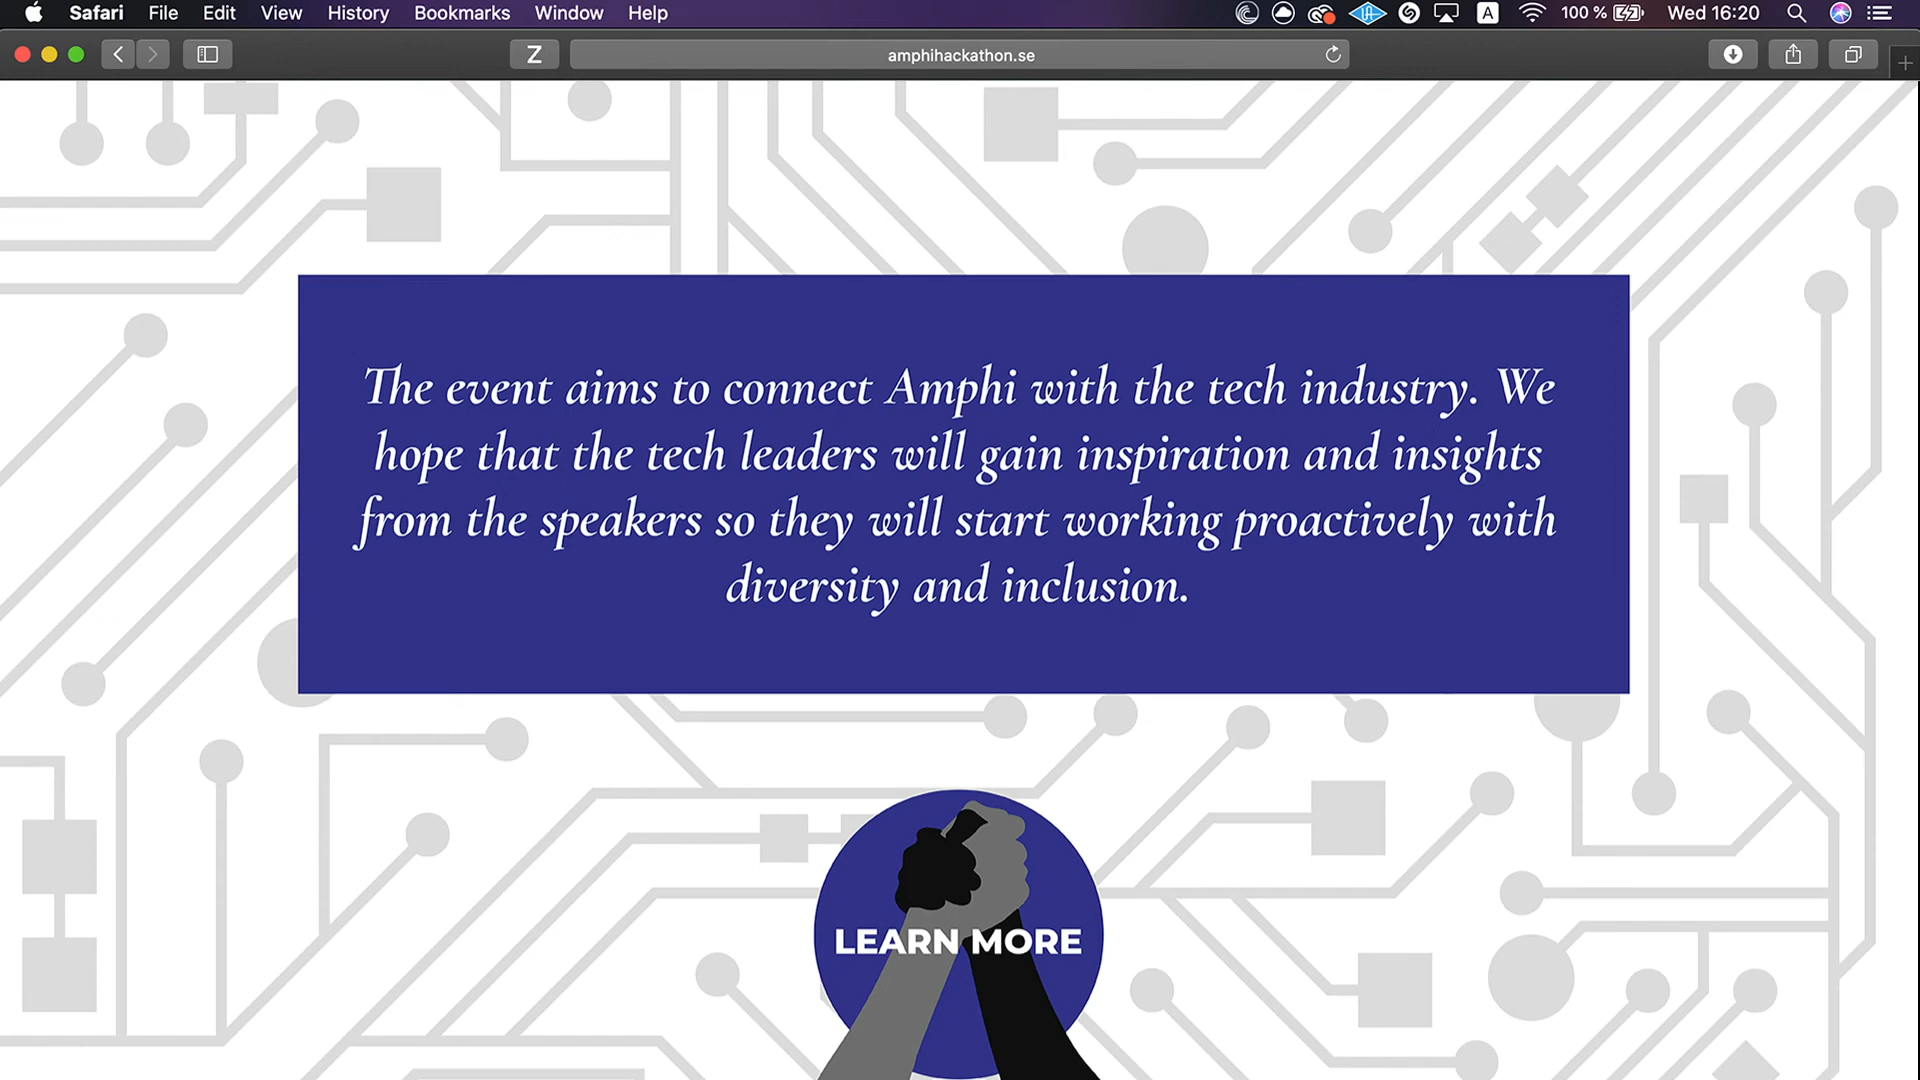 Safari File Edit View History Bookmarks Window Help A 100 % Wed 16:20
Z amphihackathon.se
The event aims to connect Amphi with the tech industry. We
hope that the tech leaders will gain inspiration and insights
from the speakers so they will start working proactively with
diversity and inclusion.
LEARN MORE